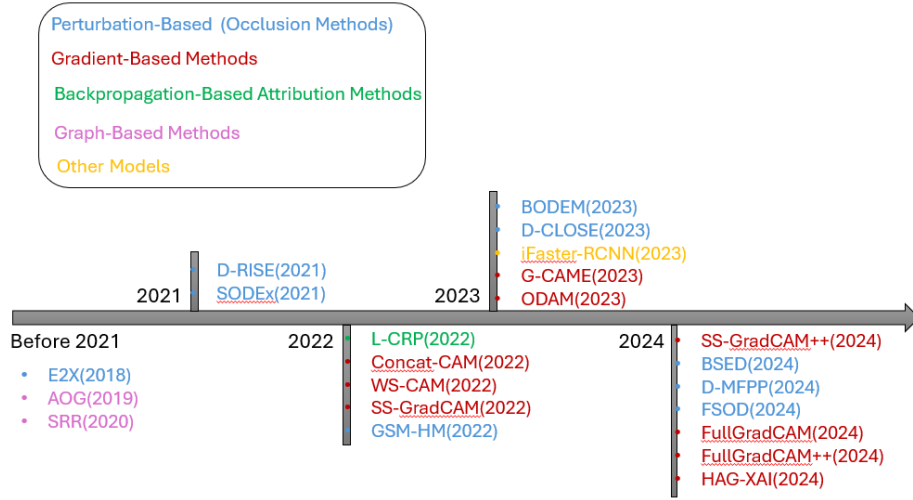 Perturbation-Based (Occlusion Methods)
Gradient-Based Methods
Backpropagation-Based Attribution Methods
Graph-Based Methods
Other Models
Before 2021
• E2X(2018)
• AOG(2019)
• SRR(2020)
2021
• D-RISE(2021)
• SODEx(2021)
2022
• L-CRP(2022)
• Concat-CAM(2022)
• WS-CAM(2022)
• SS-GradCAM(2022)
• GSM-HM(2022)
2023
• BODEM(2023)
• D-CLOSE(2023)
• iFaster-RCNN(2023)
• G-CAME(2023)
• ODAM(2023)
2024
• SS-GradCAM++(2024)
• BSED(2024)
• D-MFPP(2024)
• FSOD(2024)
• FullGradCAM(2024)
• FullGradCAM++(2024)
• HAG-XAI(2024)